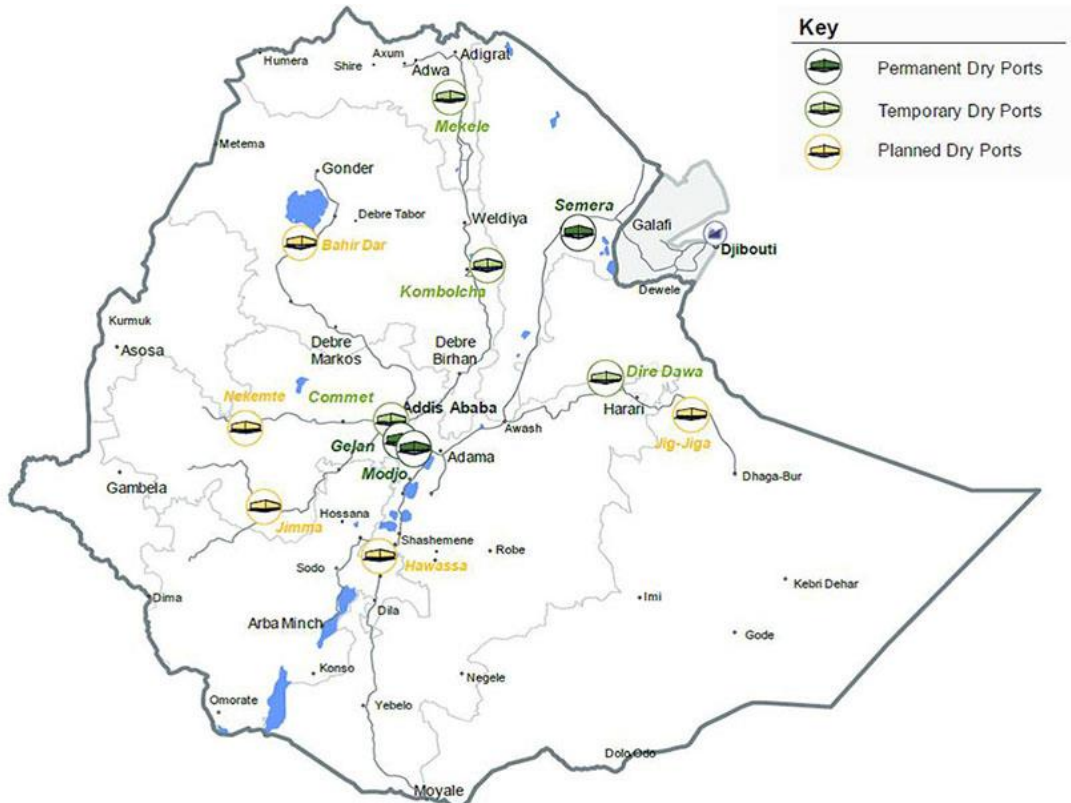 Key
Permanent Dry Ports
Temporary Dry Ports
Planned Dry Ports
Humera
Shire
Axum
Adwa
Adigrat
Mekele
Metema
Gonder
Debre Tabor
Weldiya
Semera
Galafi
Djibouti
Bahir Dar
Kombolcha
Dewele
Kurmuk
Asosa
Debre
Markos
Debre
Birhan
Nekemte
Commet
Addis Ababa
Dire Dawa
Harari
Jig-Jiga
Awash
Gelan
Modjo
Adama
Dhaga-Bur
Gambela
Jimma
Hossana
Shashemene
Hawassa
Robe
Sodo
Dima
Dila
Arba Minch
Imi
Kebri Dehar
Gode
Konso
Negele
Omorate
Yebelo
Dolo Odo
Moyale